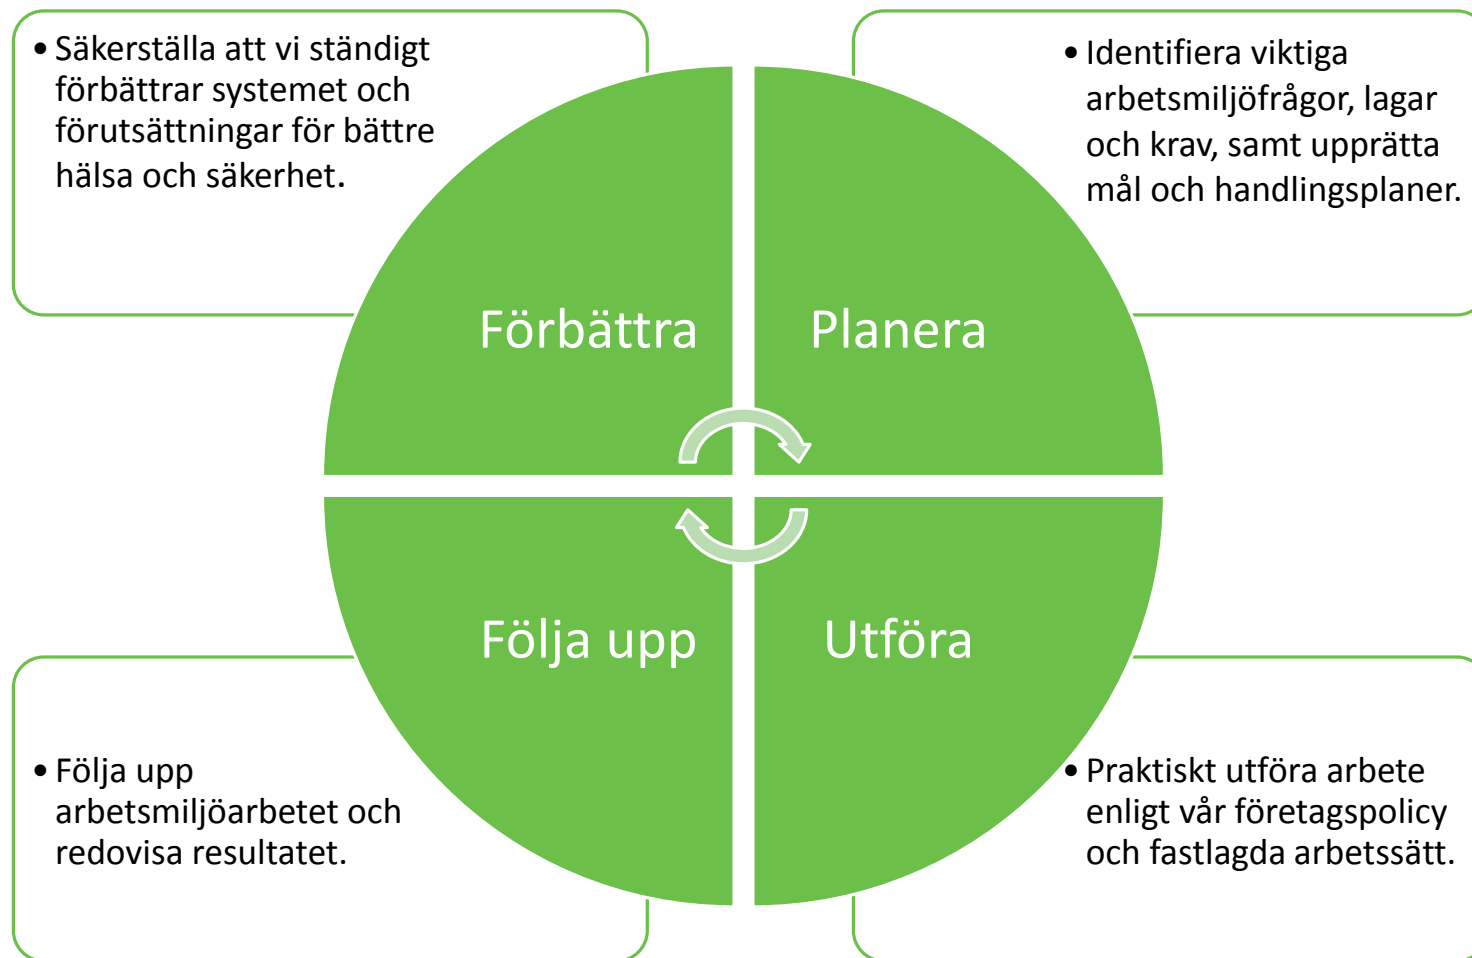 • Säkerställa att vi ständigt
förbättrar systemet och
förutsättningar för bättre
hälsa och säkerhet.
• Identifiera viktiga
arbetsmiljöfrågor, lagar
och krav, samt upprätta
mål och handlingsplaner.
Förbättra
Planera
Följa upp
Utföra
• Följa upp
arbetsmiljöarbetet och
redovisa resultatet.
• Praktiskt utföra arbete
enligt vår företagspolicy
och fastlagda arbetssätt.